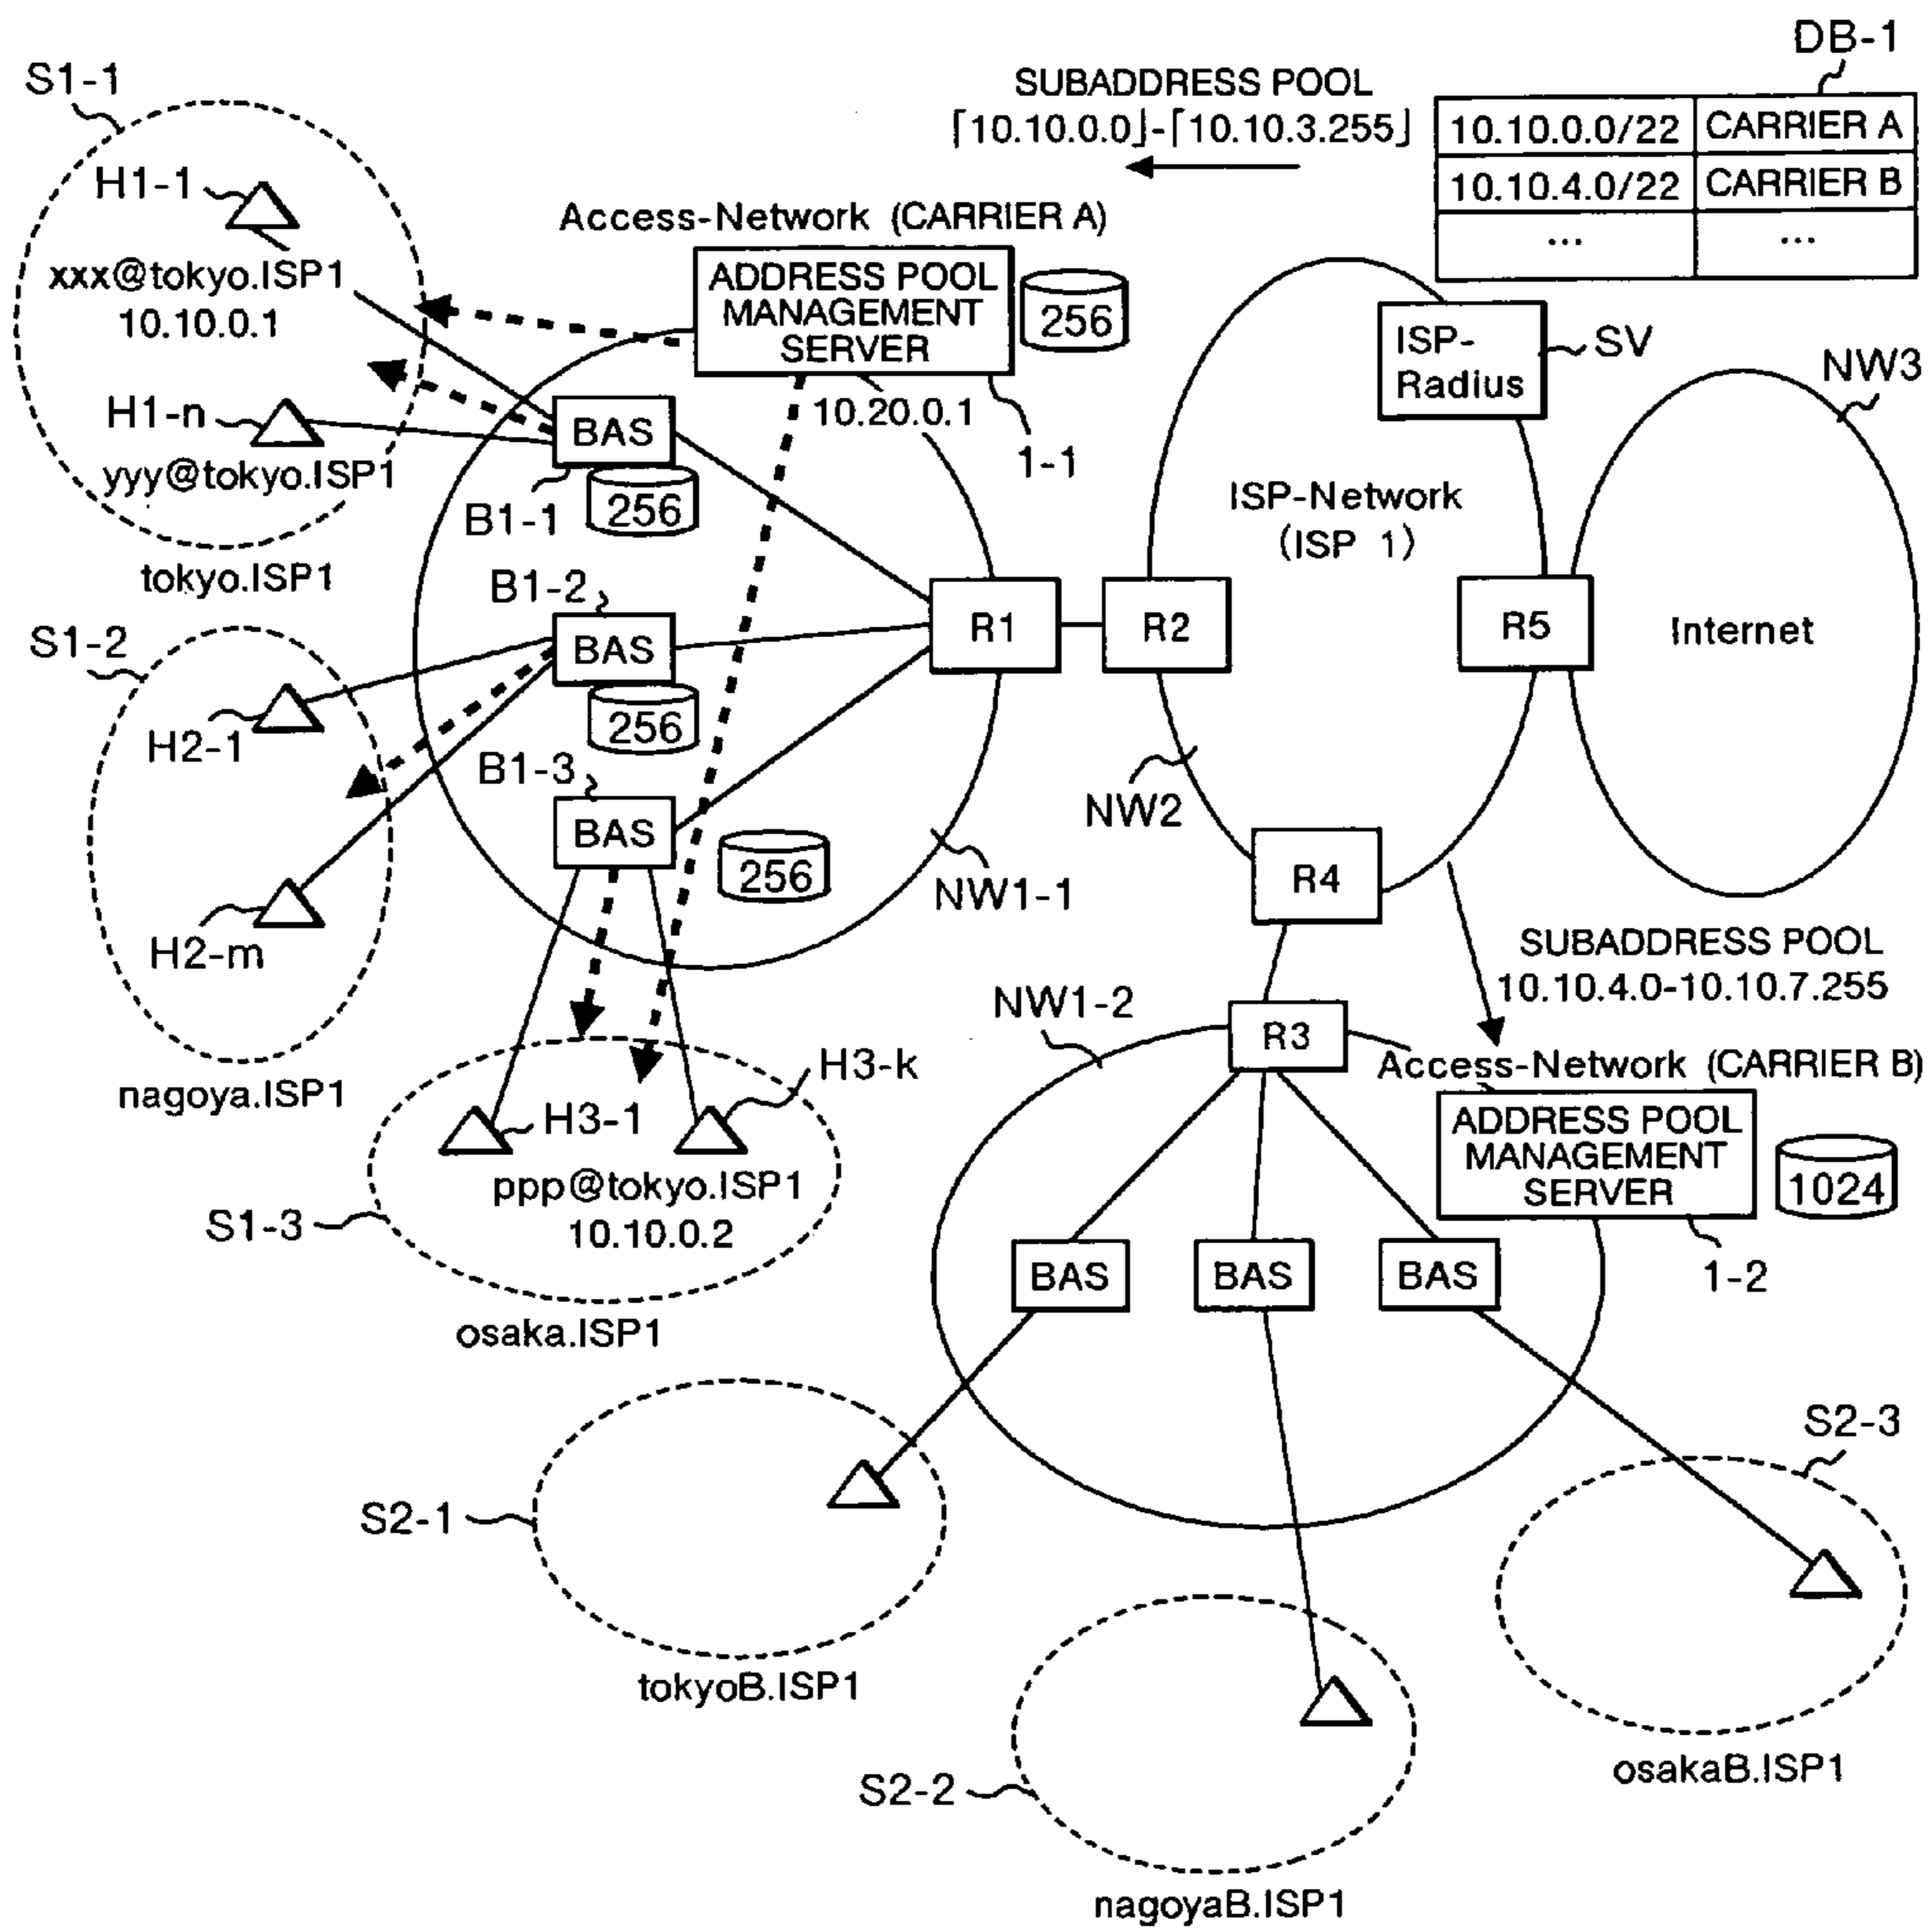 DB-1
S1-1
SUBADDRESS POOL
「10.10.0.0」-「10.10.3.255」
10.10.0.0/22 CARRIER A
10.10.4.0/22 CARRIER B
... ...
H1-1
Access-Network (CARRIER A)
xxx@tokyo.ISP1
10.10.0.1
ADDRESS POOL
MANAGEMENT
SERVER
256
ISP-
Radius
SV
NW3
H1-n
BAS
10.20.0.1
1-1
yyy@tokyo.ISP1
B1-1
256
ISP-Network
(ISP 1)
tokyo.ISP1
B1-2
S1-2
BAS
R1
R2
R5
Internet
256
H2-1
B1-3
NW2
BAS
256
NW1-1
R4
H2-m
SUBADDRESS POOL
10.10.4.0-10.10.7.255
NW1-2
R3
nagoya.ISP1
H3-k
Access-Network (CARRIER B)
H3-1
ADDRESS POOL
MANAGEMENT
SERVER
1024
ppp@tokyo.ISP1
10.10.0.2
S1-3
BAS
BAS
BAS
1-2
osaka.ISP1
S2-3
S2-1
tokyoB.ISP1
osakaB.ISP1
S2-2
nagoyaB.ISP1